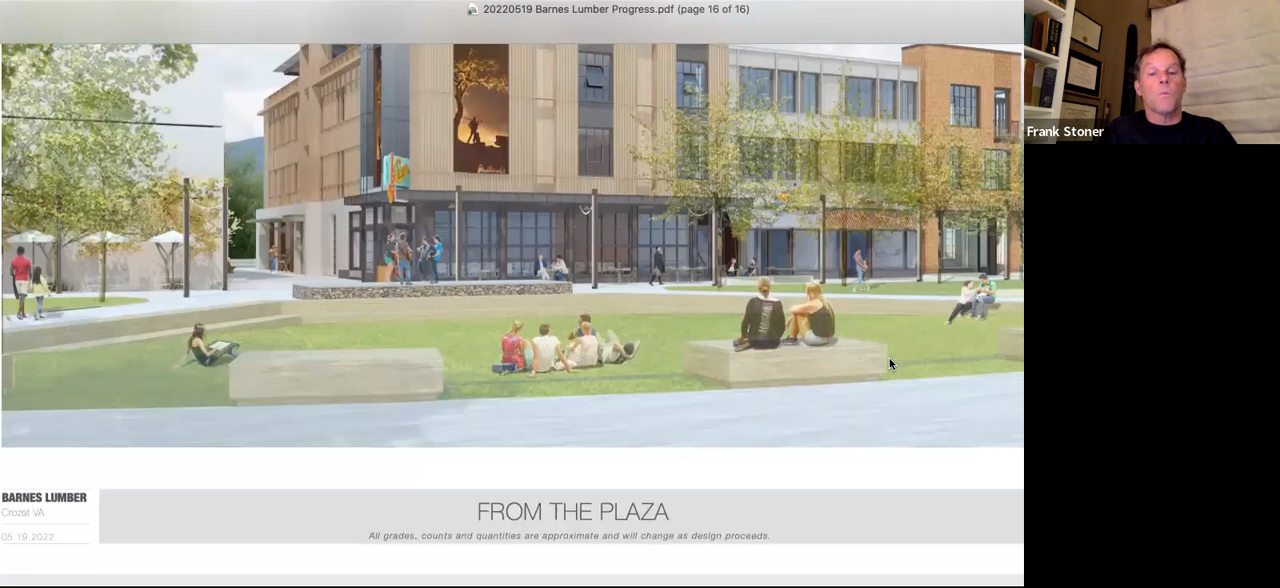 20220519 Barnes Lumber Progress.pdf (page 16 of 16)
Frank Stoner
BARNES LUMBER
Crozet VA
05 19 2022
FROM THE PLAZA
All grades, counts and quantities are approximate and will change as design proceeds.